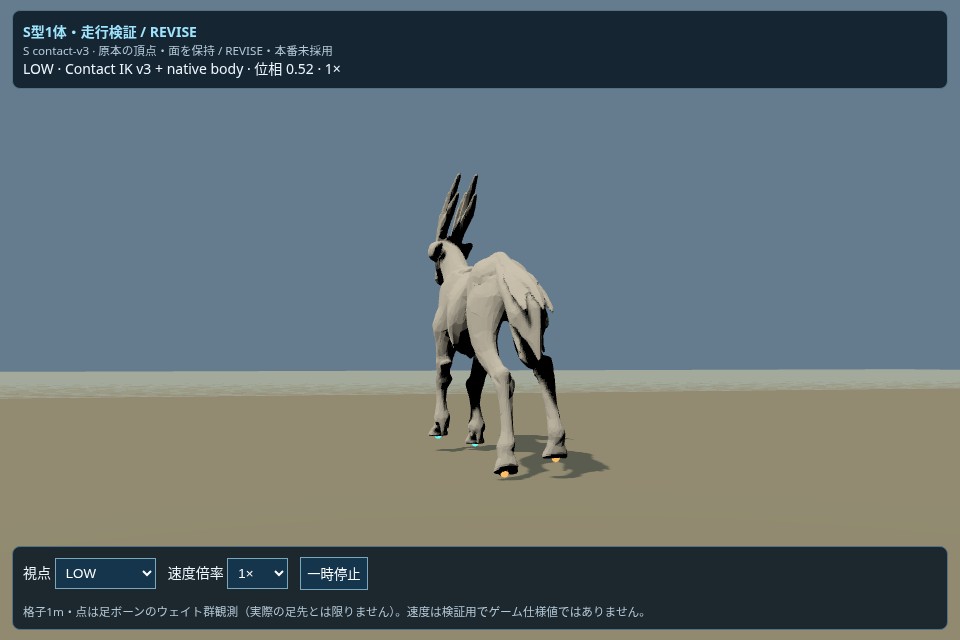 S型1体・走行検証 / REVISE
S contact-v3 · 原本の頂点・面を保持 / REVISE・本番未採用
LOW · Contact IK v3 + native body · 位相 0.52 · 1×
視点 LOW 速度倍率 1× 一時停止
格子1m・点は足ボーンのウェイト群観測（実際の足先とは限りません）。速度は検証用でゲーム仕様値ではありません。